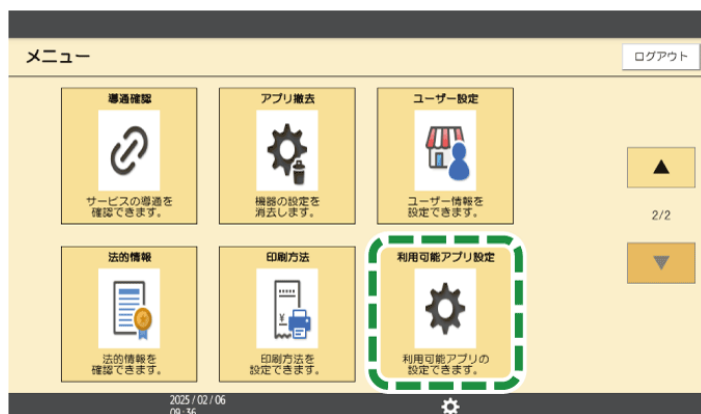 メニュー
ログアウト
導通確認
サービスの導通を
確認できます。
アプリ撤去
機器の設定を
消去します。
ユーザー設定
ユーザー情報を
設定できます。
▲
2/2
▼
法的情報
法的情報を
確認できます。
印刷方法
¥
印刷方法を
設定できます。
利用可能アプリ設定
利用可能アプリの
設定できます。
2025/02/06
09:36